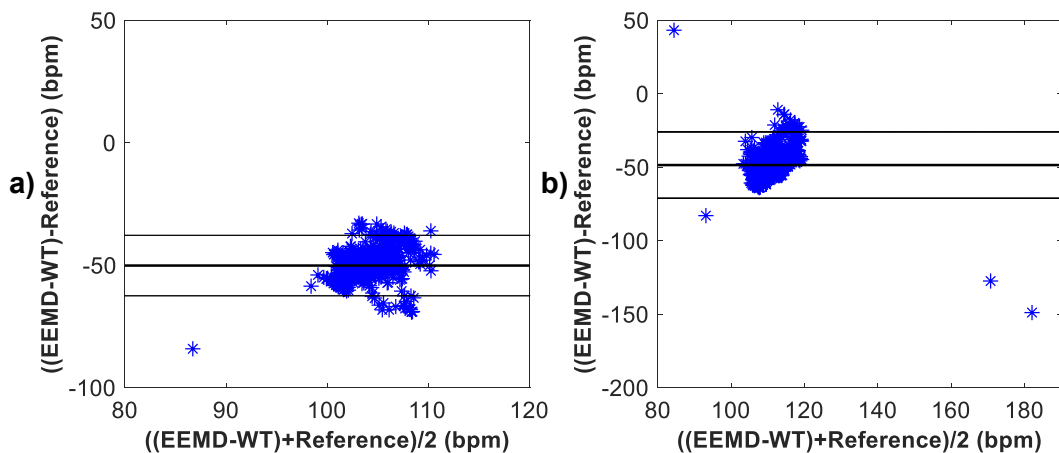 a)
((EEMD-WT)-Reference) (bpm)
50
0
-50
-100
80 90 100 110 120
((EEMD-WT)+Reference)/2 (bpm)
b)
((EEMD-WT)-Reference) (bpm)
50
0
-50
-100
-150
-200
80 100 120 140 160 180
((EEMD-WT)+Reference)/2 (bpm)